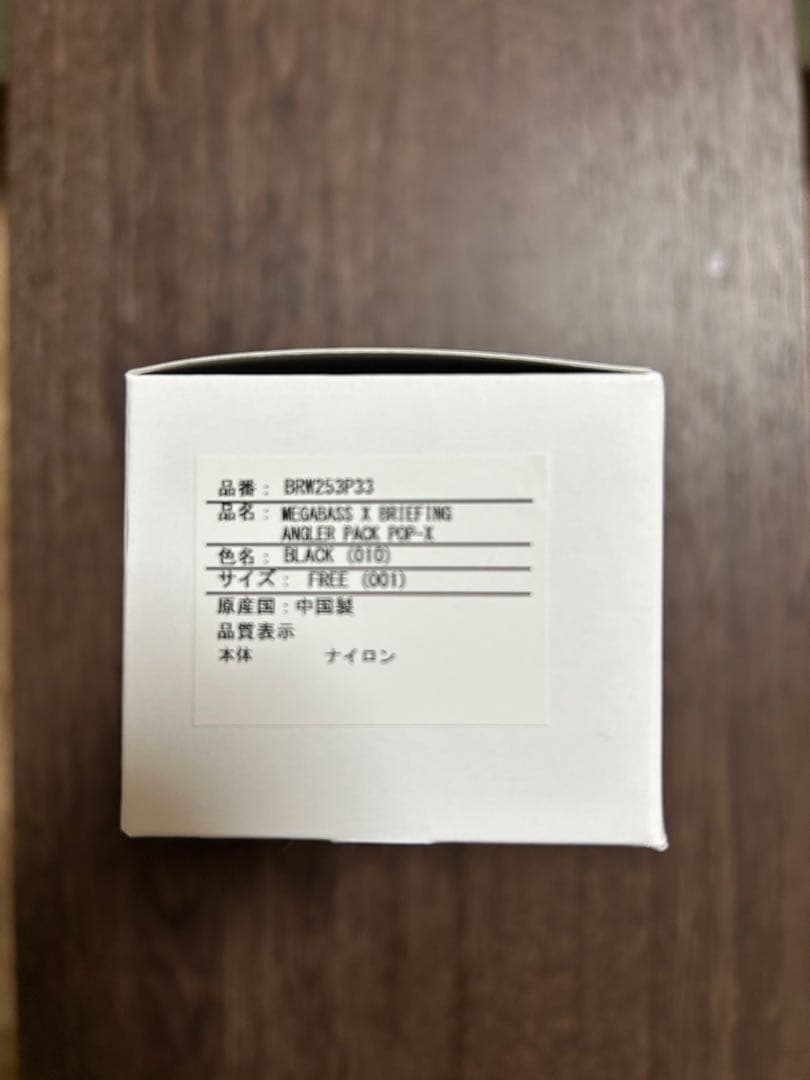 品番： BRW253P33
品名： MEGABASS X BRIEFING
ANGLER PACK POP-X
色名： BLACK (010)
サイズ： FREE (001)
原産国：中国製
品質表示
本体 ナイロン